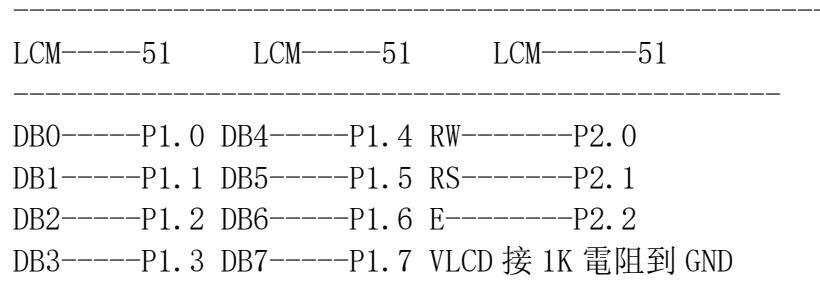 ---------------------------------------------------
LCM-----51 LCM-----51 LCM------51
------------------------------------------------
DB0-----P1.0 DB4-----P1.4 RW-------P2.0
DB1-----P1.1 DB5-----P1.5 RS-------P2.1
DB2-----P1.2 DB6-----P1.6 E--------P2.2
DB3-----P1.3 DB7-----P1.7 VLCD 接 1K 電阻到 GND